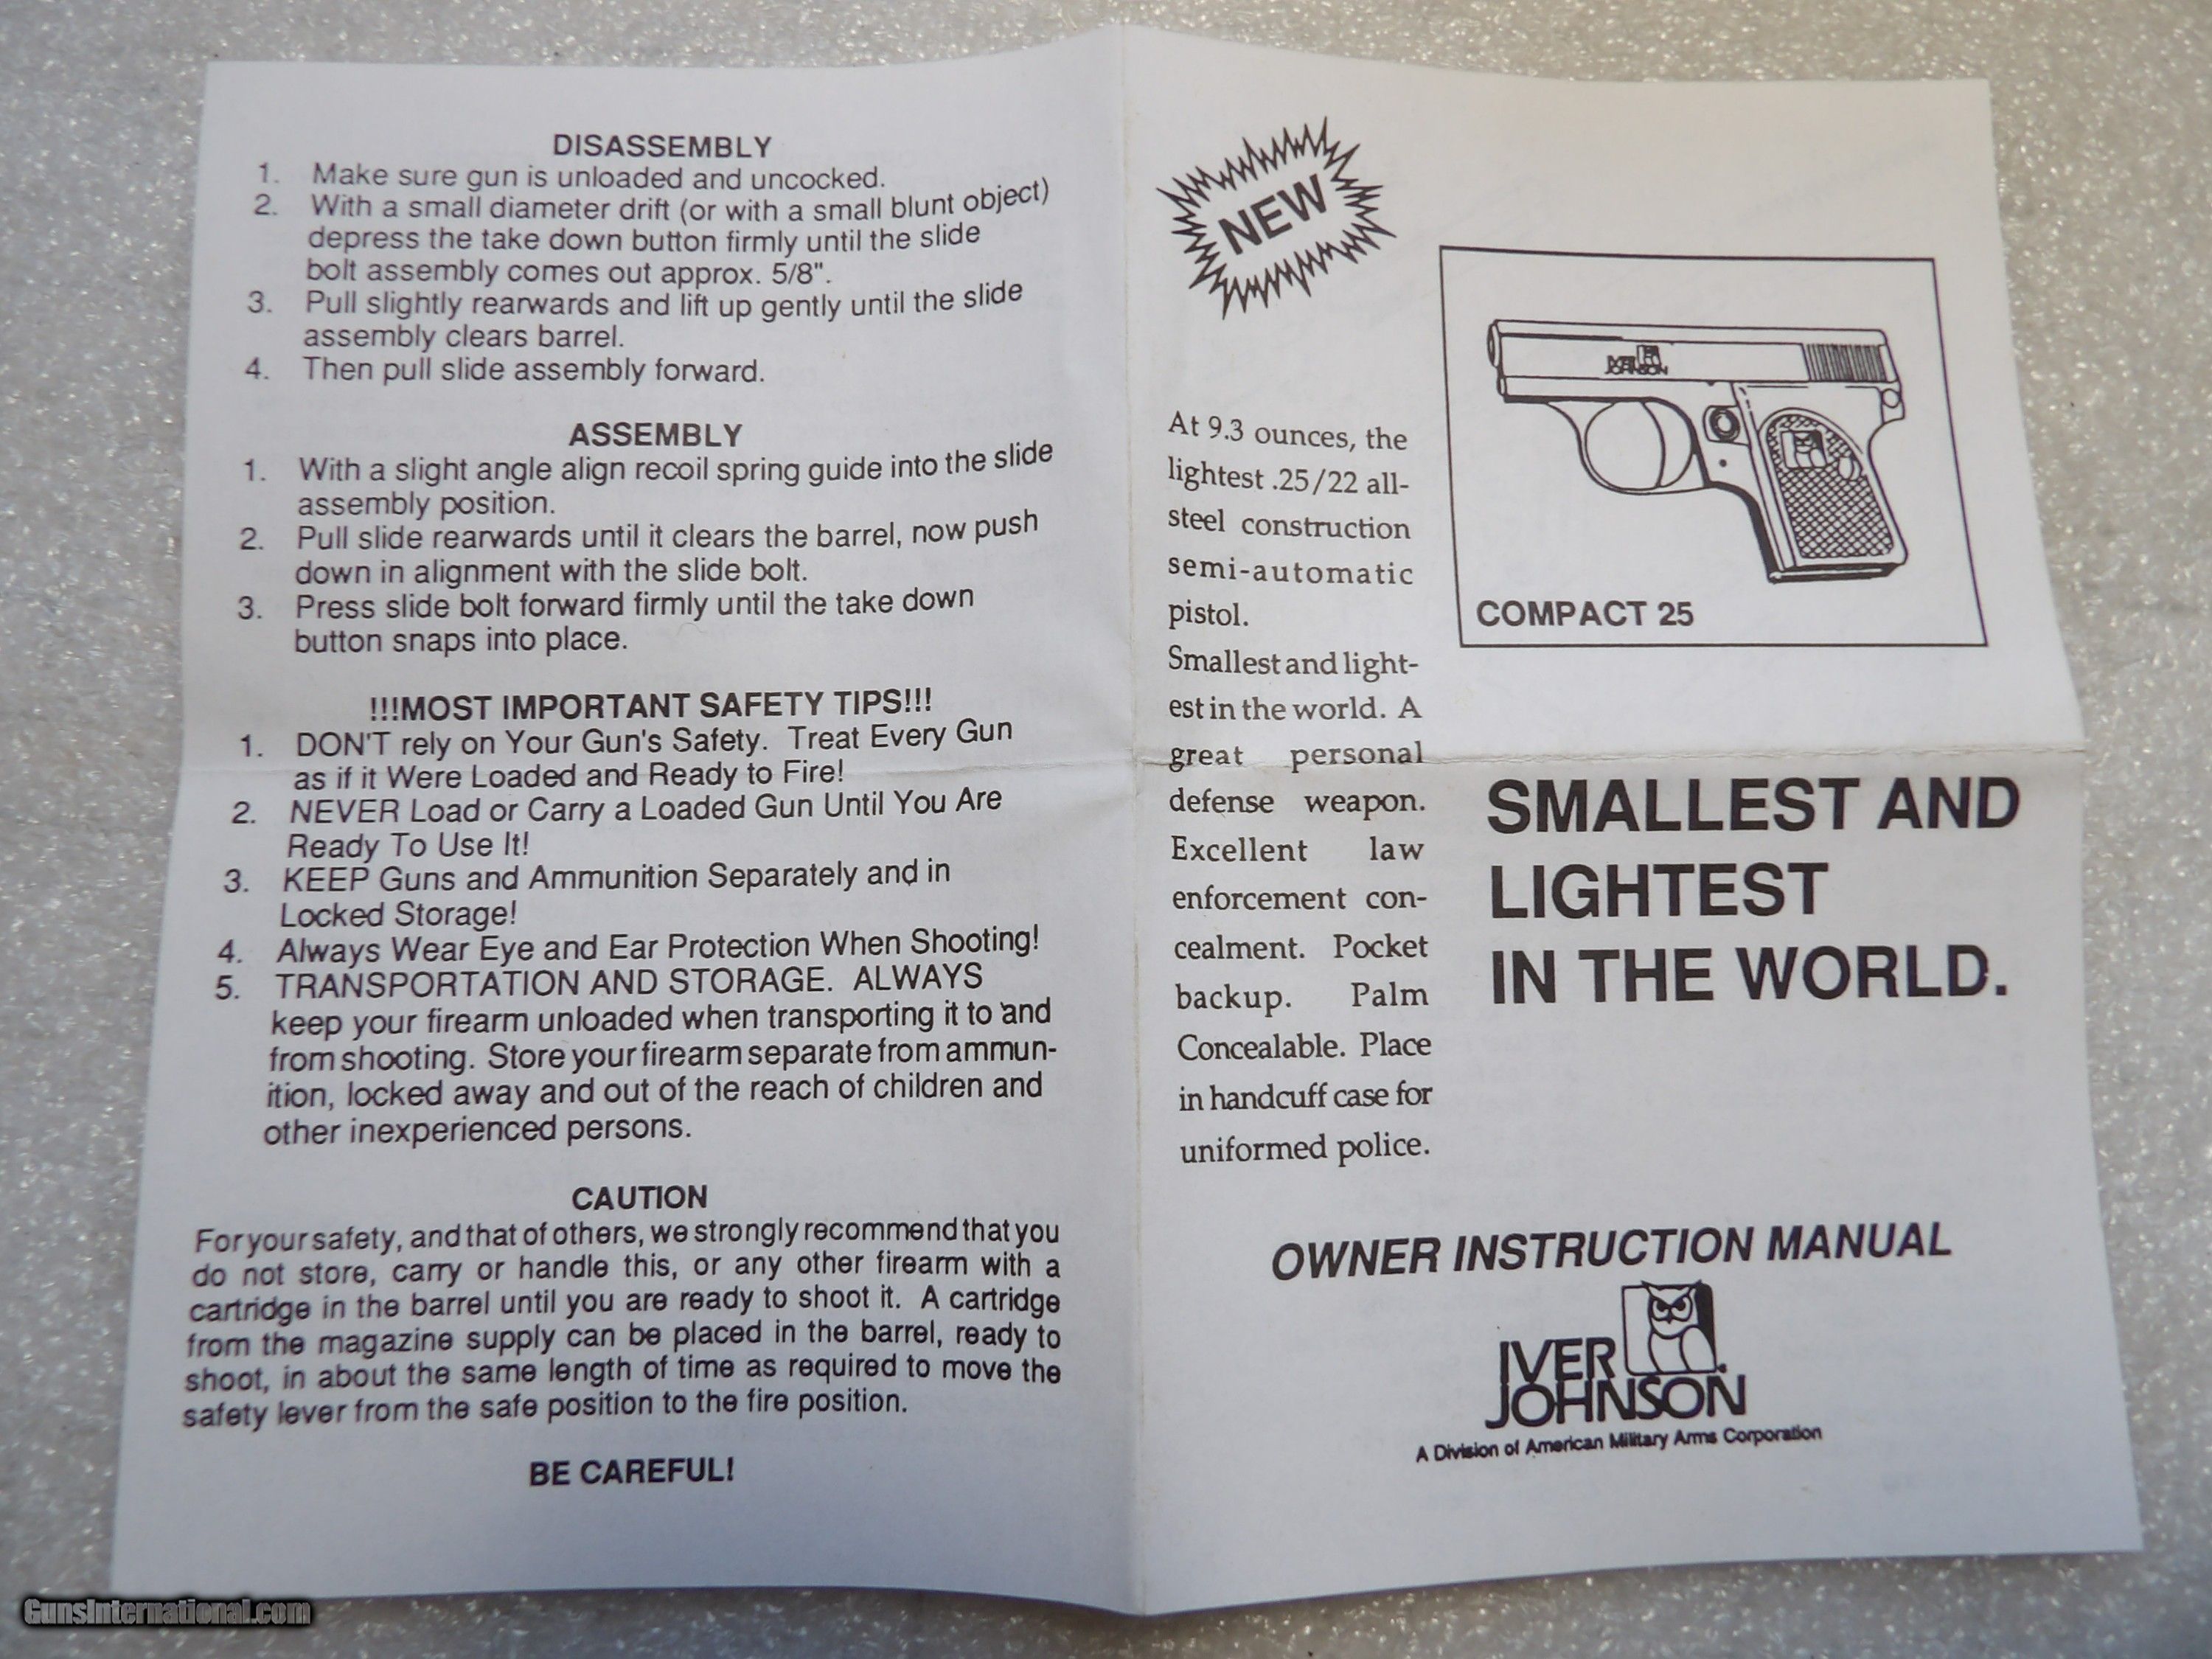 DISASSEMBLY
1. Make sure gun is unloaded and uncocked.
2. With a small diameter drift (or with a small blunt object)
depress the take down button firmly until the slide
bolt assembly comes out approx. 5/8".
3. Pull slightly rearwards and lift up gently until the slide
assembly clears barrel.
4. Then pull slide assembly forward.
ASSEMBLY
1. With a slight angle align recoil spring guide into the slide
assembly position.
2. Pull slide rearwards until it clears the barrel, now push
down in alignment with the slide bolt.
3. Press slide bolt forward firmly until the take down
button snaps into place.
!!!MOST IMPORTANT SAFETY TIPS!!!
1. DON'T rely on Your Gun's Safety. Treat Every Gun
as if it Were Loaded and Ready to Fire!
2. NEVER Load or Carry a Loaded Gun Until You Are
Ready To Use It!
3. KEEP Guns and Ammunition Separately and in
Locked Storage!
4. Always Wear Eye and Ear Protection When Shooting!
5. TRANSPORTATION AND STORAGE. ALWAYS
keep your firearm unloaded when transporting it to and
from shooting. Store your firearm separate from ammun-
ition, locked away and out of the reach of children and
other inexperienced persons.
CAUTION
For your safety, and that of others, we strongly recommend that you
do not store, carry or handle this, or any other firearm with a
cartridge in the barrel until you are ready to shoot it. A cartridge
from the magazine supply can be placed in the barrel, ready to
shoot, in about the same length of time as required to move the
safety lever from the safe position to the fire position.
BE CAREFUL!
NEW
IVER
JOHNSON
COMPACT 25
At 9.3 ounces, the
lightest .25/22 all-
steel construction
semi-automatic
pistol.
Smallest and light-
est in the world. A
great personal
defense weapon.
Excellent law
enforcement con-
cealment. Pocket
backup. Palm
Concealable. Place
in handcuff case for
uniformed police.
SMALLEST AND
LIGHTEST
IN THE WORLD.
OWNER INSTRUCTION MANUAL
IVER
JOHNSON
A Division of American Military Arms Corporation
GunsInternational.com